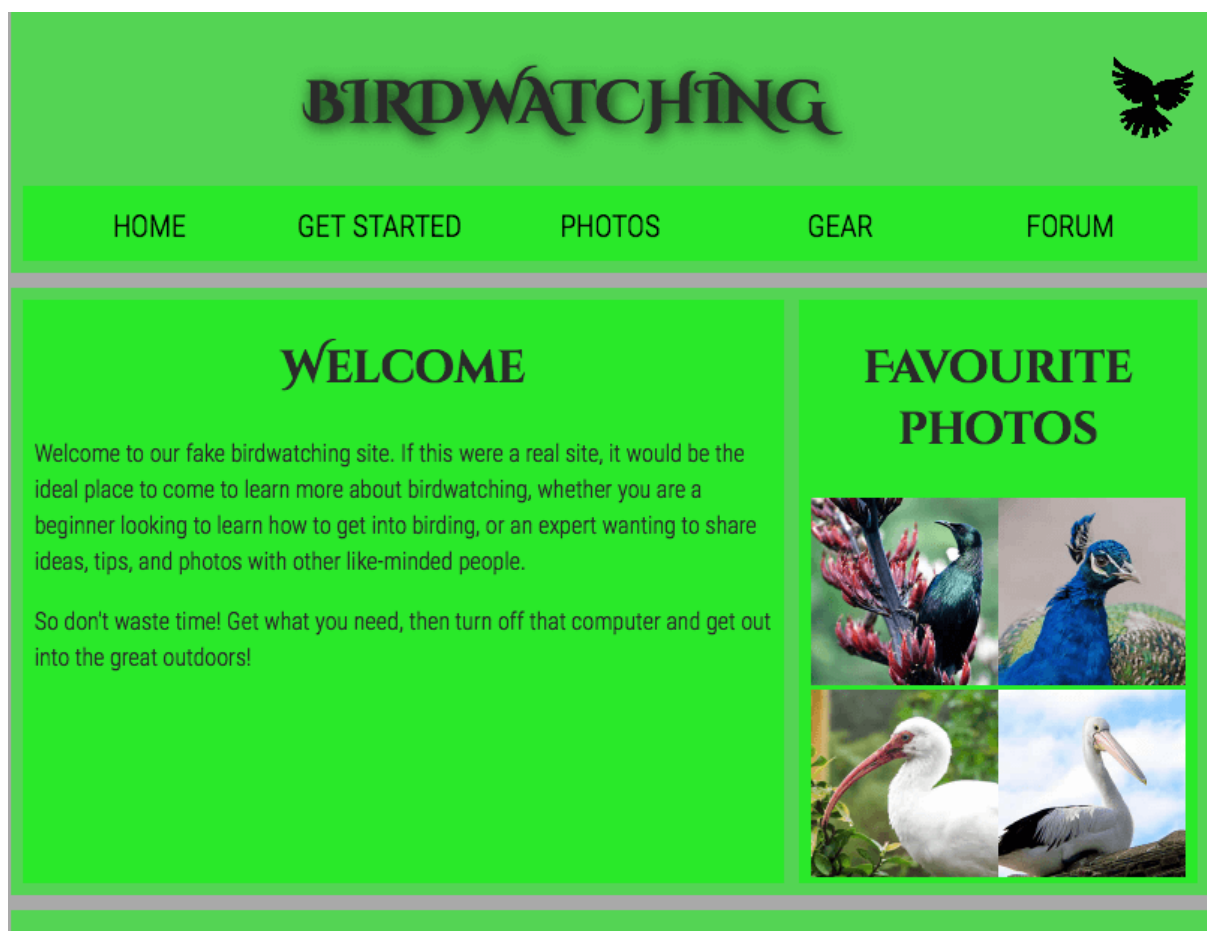 BIRDWATCHING
HOME GET STARTED PHOTOS GEAR FORUM
WELCOME
Welcome to our fake birdwatching site. If this were a real site, it would be the
ideal place to come to learn more about birdwatching, whether you are a
beginner looking to learn how to get into birding, or an expert wanting to share
ideas, tips, and photos with other like-minded people.
So don't waste time! Get what you need, then turn off that computer and get out
into the great outdoors!
FAVOURITE
PHOTOS